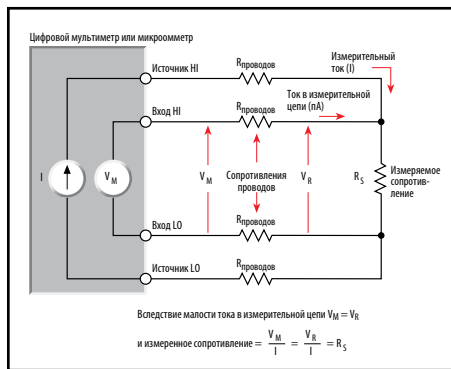 Цифровой мультиметр или микроомметр
Источник HI
Rпроводов
Измерительный
ток (I)
Вход HI
Rпроводов
Ток в измерительной
цепи (пА)
I
VM
VM
Сопротивления
проводов
VR
RS
Измеряемое
сопротив-
ление
Вход LO
Rпроводов
Источник LO
Rпроводов
Вследствие малости тока в измерительной цепи VM = VR
и измеренное сопротивление = VM / I = VR / I = RS